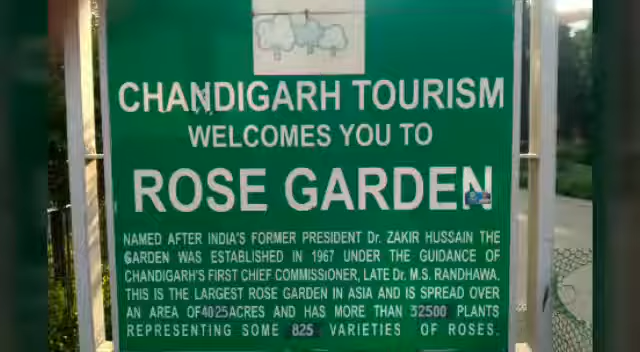 CHANDIGARH TOURISM
WELCOMES YOU TO
ROSE GARDEN
NAMED AFTER INDIA'S FORMER PRESIDENT Dr. ZAKIR HUSSAIN THE
GARDEN WAS ESTABLISHED IN 1967 UNDER THE GUIDANCE OF
CHANDIGARH'S FIRST CHIEF COMMISSIONER, LATE Dr. M.S. RANDHAWA.
THIS IS THE LARGEST ROSE GARDEN IN ASIA AND IS SPREAD OVER
AN AREA OF 40 25 ACRES AND HAS MORE THAN 32500 PLANTS
REPRESENTING SOME 825 VARIETIES OF ROSES.